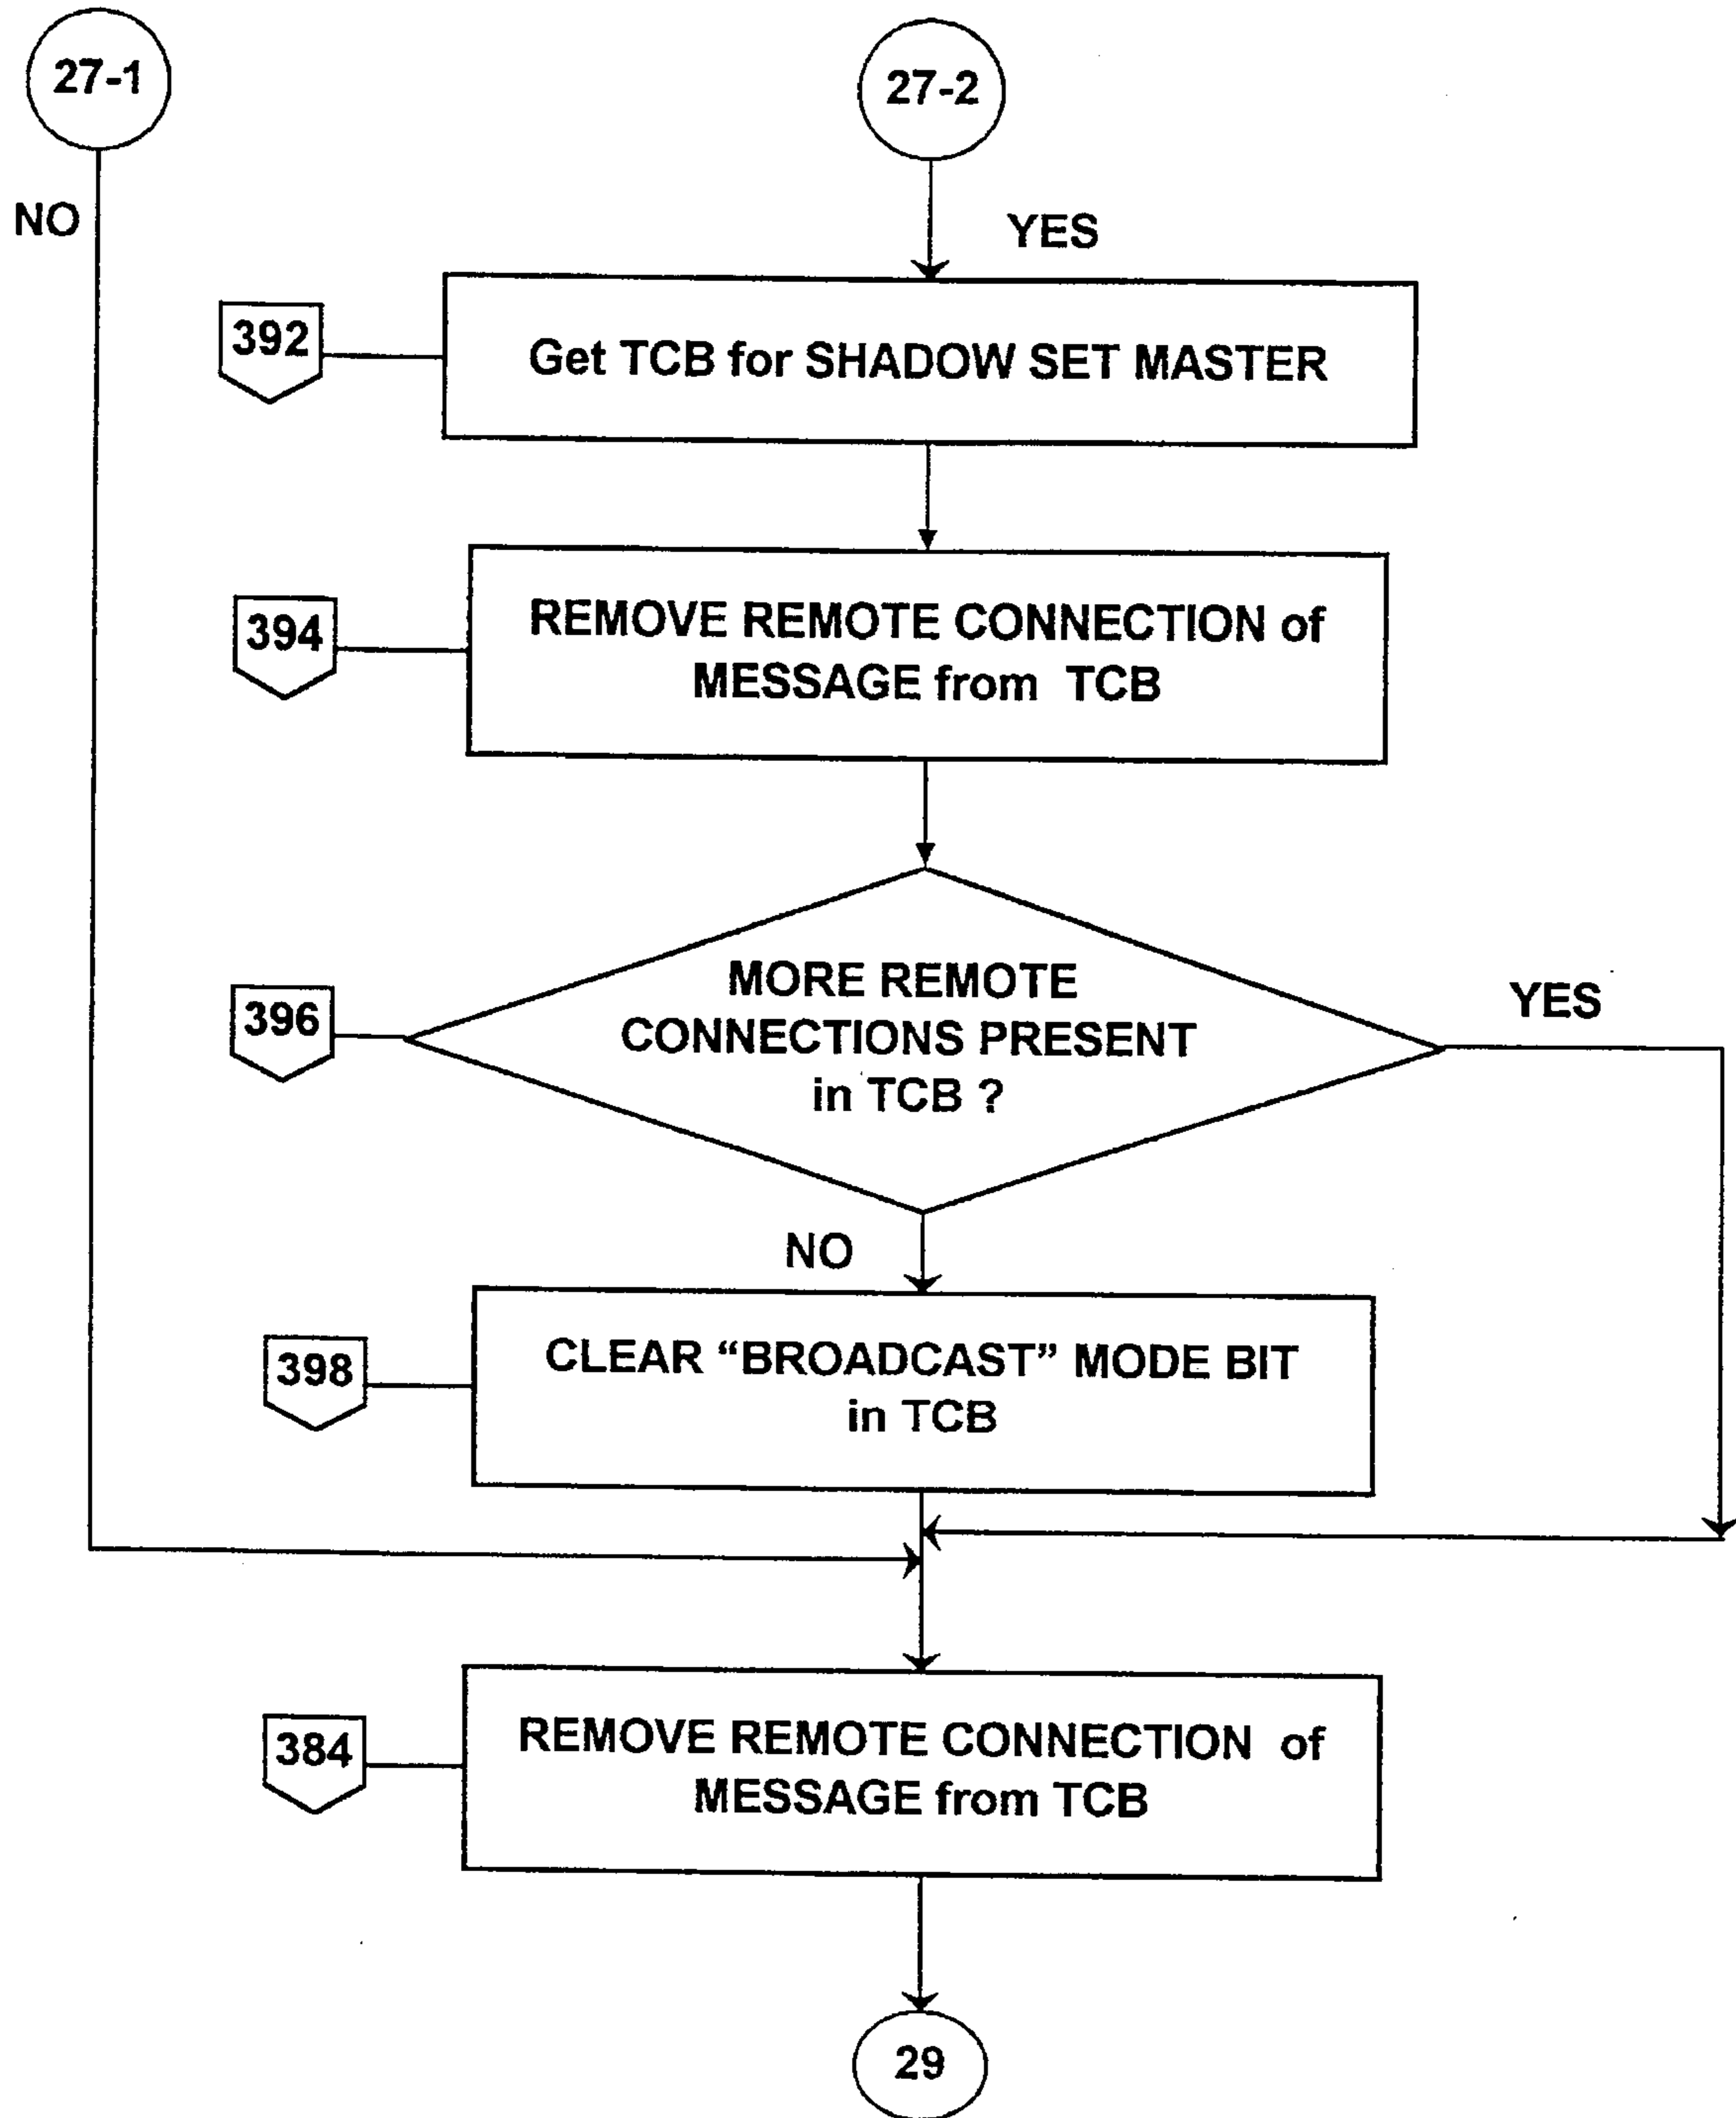 27-1
27-2
NO
YES
392
Get TCB for SHADOW SET MASTER
394
REMOVE REMOTE CONNECTION of
MESSAGE from TCB
396
MORE REMOTE
CONNECTIONS PRESENT
in TCB ?
YES
NO
398
CLEAR “BROADCAST” MODE BIT
in TCB
384
REMOVE REMOTE CONNECTION of
MESSAGE from TCB
29